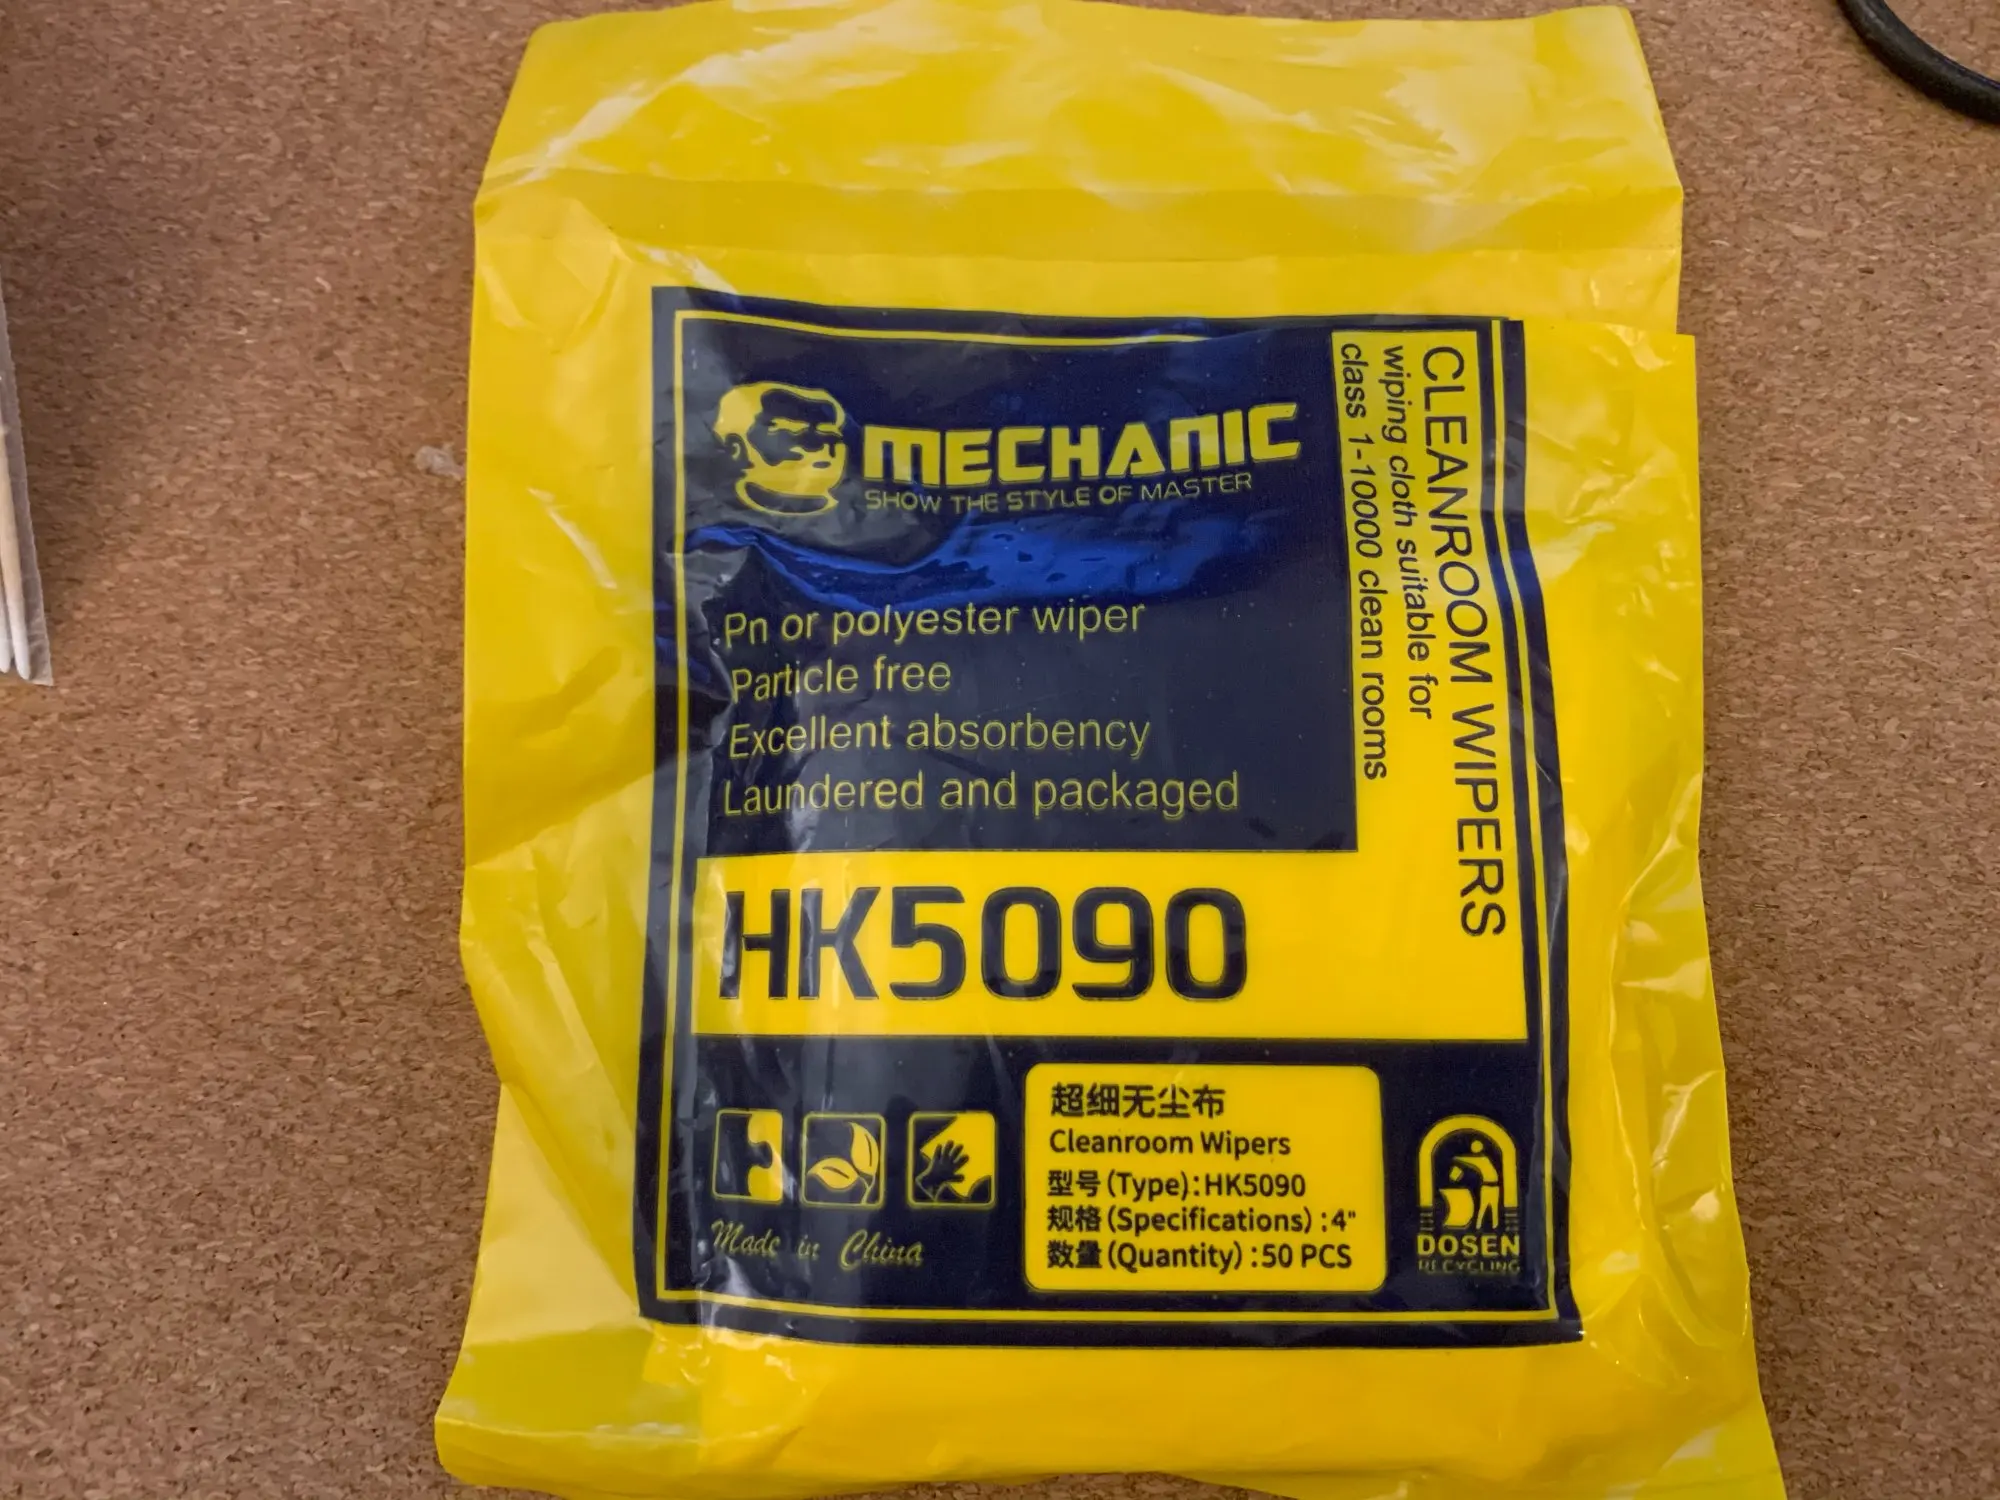 MECHANIC
SHOW THE STYLE OF MASTER
CLEANROOM WIPERS
wiping cloth suitable for
class 1-10000 clean rooms
Pn or polyester wiper
Particle free
Excellent absorbency
Laundered and packaged
HK5090
Made in China
超细无尘布
Cleanroom Wipers
型号(Type):HK5090
规格(Specifications):4"
数量(Quantity):50 PCS
DOSEN
RECYCLING